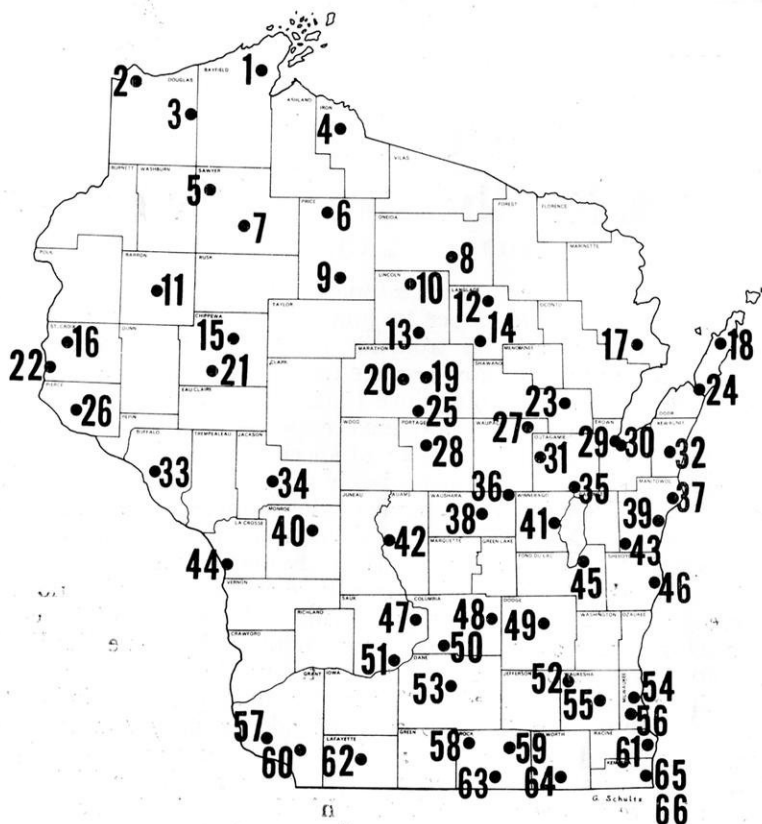 1
2
DOUGLAS
BAYFIELD
3
ASHLAND
IRON
4
VILAS
BURNETT
WASHBURN
SAWYER
5
PRICE
6
7
ONEIDA
FOREST
FLORENCE
MARINETTE
8
POLK
BARRON
RUSK
9
LINCOLN
10
LANGLADE
11
12
TAYLOR
OCONTO
ST. CROIX
DUNN
CHIPPEWA
13
14
15
16
17
18
MARATHON
MENOMINEE
SHAWANO
CLARK
19
20
21
22
PIERCE
EAU CLAIRE
23
24
DOOR
25
26
PEPIN
WOOD
PORTAGE
WAUPACA
27
BROWN
KEWAUNEE
BUFFALO
TREMPEALEAU
JACKSON
OUTAGAMIE
28
29
30
31
32
33
34
35
MANITOWOC
JUNEAU
ADAMS
WAUSHARA
36
WINNEBAGO
37
38
39
MONROE
LA CROSSE
40
41
42
43
MARQUETTE
GREEN LAKE
FOND DU LAC
SHEBOYGAN
44
45
46
VERNON
SAUK
COLUMBIA
DODGE
WASHINGTON
OZAUKEE
RICHLAND
47
48
49
CRAWFORD
50
51
DANE
GRANT
IOWA
JEFFERSON
WAUKESHA
MILWAUKEE
52
53
54
55
56
57
LAFAYETTE
GREEN
ROCK
RACINE
58
59
60
61
62
63
64
65
66
G. Schultz